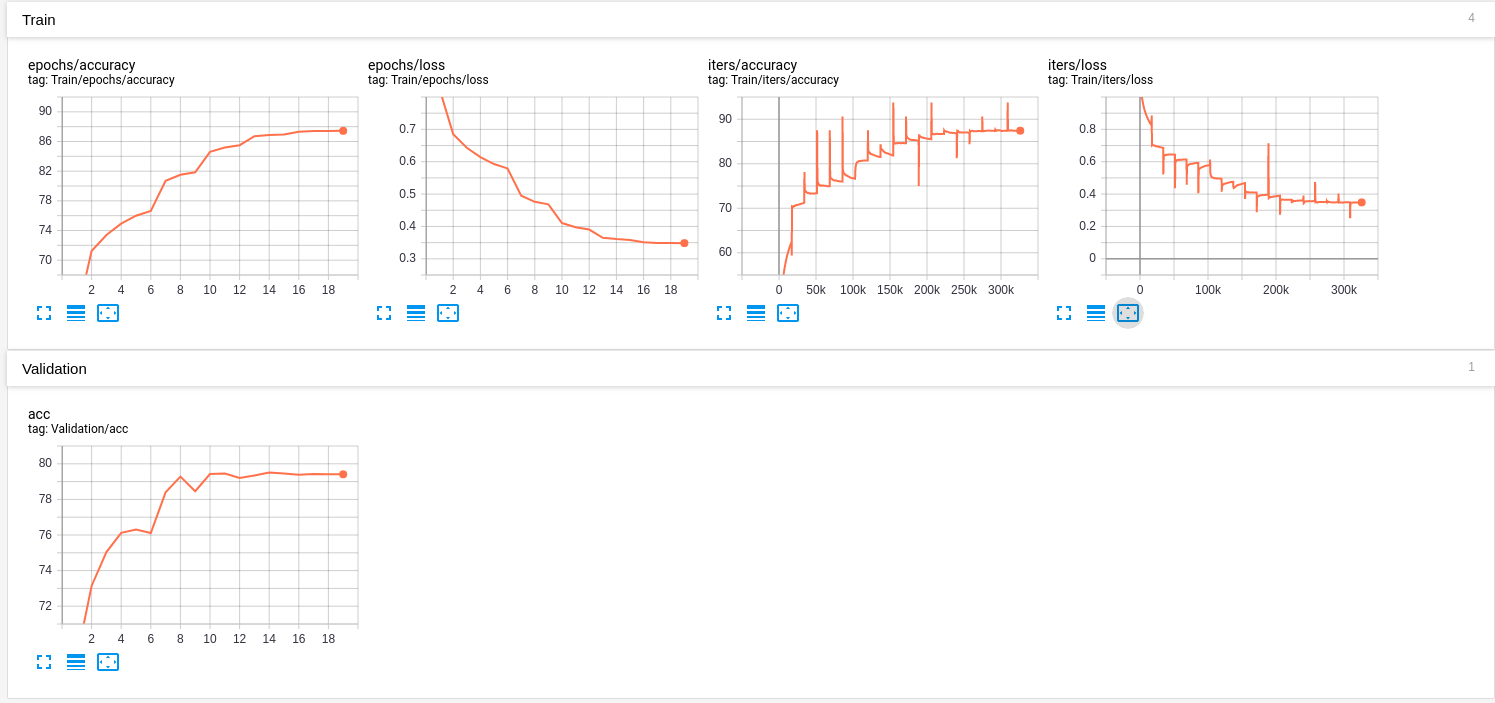 Train
4
epochs/accuracy
tag: Train/epochs/accuracy
90
86
82
78
74
70
2 4 6 8 10 12 14 16 18
epochs/loss
tag: Train/epochs/loss
0.7
0.6
0.5
0.4
0.3
2 4 6 8 10 12 14 16 18
iters/accuracy
tag: Train/iters/accuracy
90
80
70
60
0 50k 100k 150k 200k 250k 300k
iters/loss
tag: Train/iters/loss
0.8
0.6
0.4
0.2
0
0 100k 200k 300k
Validation
1
acc
tag: Validation/acc
80
78
76
74
72
2 4 6 8 10 12 14 16 18